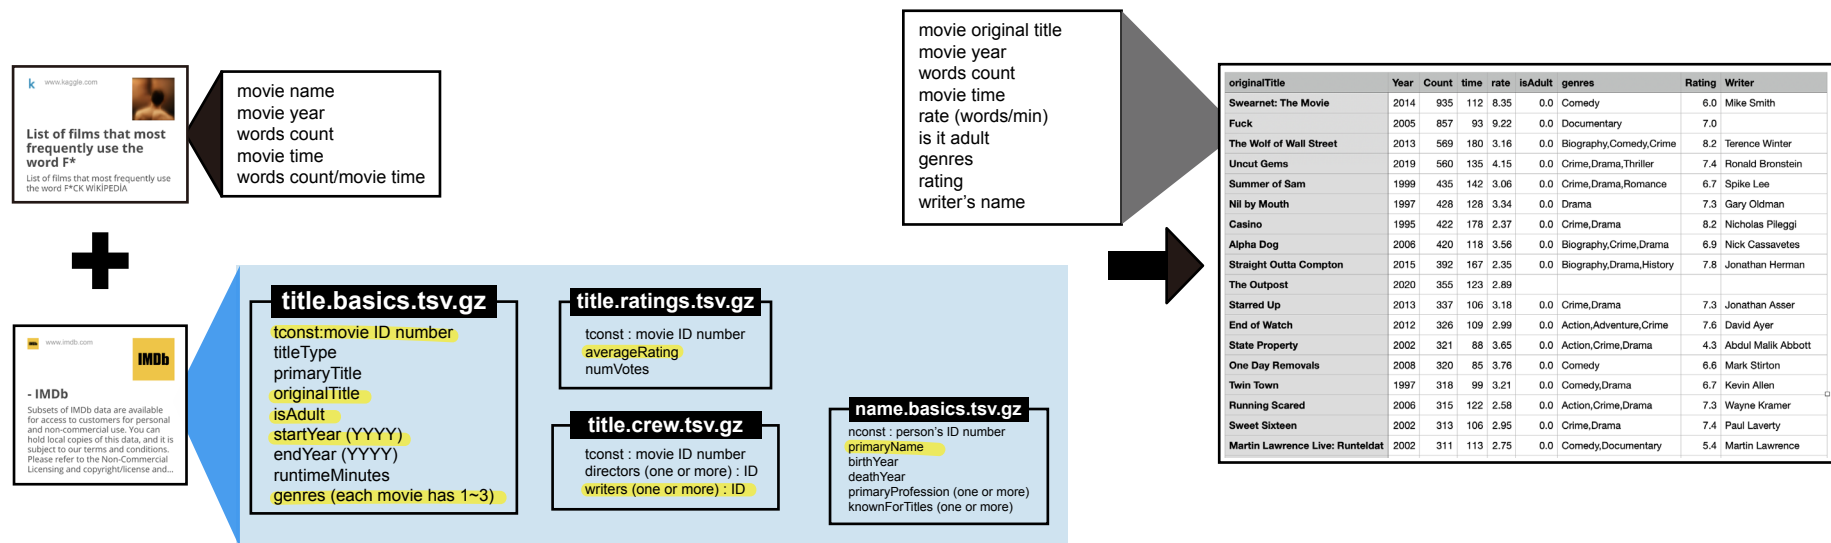 k www.kaggle.com
List of films that most
frequently use the
word F*
List of films that most frequently use
the word F*CK WİKİPEDİA
movie name
movie year
words count
movie time
words count/movie time
www.imdb.com
IMDb
- IMDb
Subsets of IMDb data are available
for access to customers for personal
and non-commercial use. You can
hold local copies of this data, and it is
subject to our terms and conditions.
Please refer to the Non-Commercial
Licensing and copyright/license and...
title.basics.tsv.gz
tconst:movie ID number
titleType
primaryTitle
originalTitle
isAdult
startYear (YYYY)
endYear (YYYY)
runtimeMinutes
genres (each movie has 1~3)
title.ratings.tsv.gz
tconst : movie ID number
averageRating
numVotes
title.crew.tsv.gz
tconst : movie ID number
directors (one or more) : ID
writers (one or more) : ID
name.basics.tsv.gz
nconst : person's ID number
primaryName
birthYear
deathYear
primaryProfession (one or more)
knownForTitles (one or more)
movie original title
movie year
words count
movie time
rate (words/min)
is it adult
genres
rating
writer's name
originalTitle Year Count time rate isAdult genres Rating Writer
Swearnet: The Movie 2014 935 112 8.35 0.0 Comedy 6.0 Mike Smith
Fuck 2005 857 93 9.22 0.0 Documentary 7.0
The Wolf of Wall Street 2013 569 180 3.16 0.0 Biography,Comedy,Crime 8.2 Terence Winter
Uncut Gems 2019 560 135 4.15 0.0 Crime,Drama,Thriller 7.4 Ronald Bronstein
Summer of Sam 1999 435 142 3.06 0.0 Crime,Drama,Romance 6.7 Spike Lee
Nil by Mouth 1997 428 128 3.34 0.0 Drama 7.3 Gary Oldman
Casino 1995 422 178 2.37 0.0 Crime,Drama 8.2 Nicholas Pileggi
Alpha Dog 2006 420 118 3.56 0.0 Biography,Crime,Drama 6.9 Nick Cassavetes
Straight Outta Compton 2015 392 167 2.35 0.0 Biography,Drama,History 7.8 Jonathan Herman
The Outpost 2020 355 123 2.89
Starred Up 2013 337 106 3.18 0.0 Crime,Drama 7.3 Jonathan Asser
End of Watch 2012 326 109 2.99 0.0 Action,Adventure,Crime 7.6 David Ayer
State Property 2002 321 88 3.65 0.0 Action,Crime,Drama 4.3 Abdul Malik Abbott
One Day Removals 2008 320 85 3.76 0.0 Comedy 6.6 Mark Stirton
Twin Town 1997 318 99 3.21 0.0 Comedy,Drama 6.7 Kevin Allen
Running Scared 2006 315 122 2.58 0.0 Action,Crime,Drama 7.3 Wayne Kramer
Sweet Sixteen 2002 313 106 2.95 0.0 Crime,Drama 7.4 Paul Laverty
Martin Lawrence Live: Runteldat 2002 311 113 2.75 0.0 Comedy,Documentary 5.4 Martin Lawrence